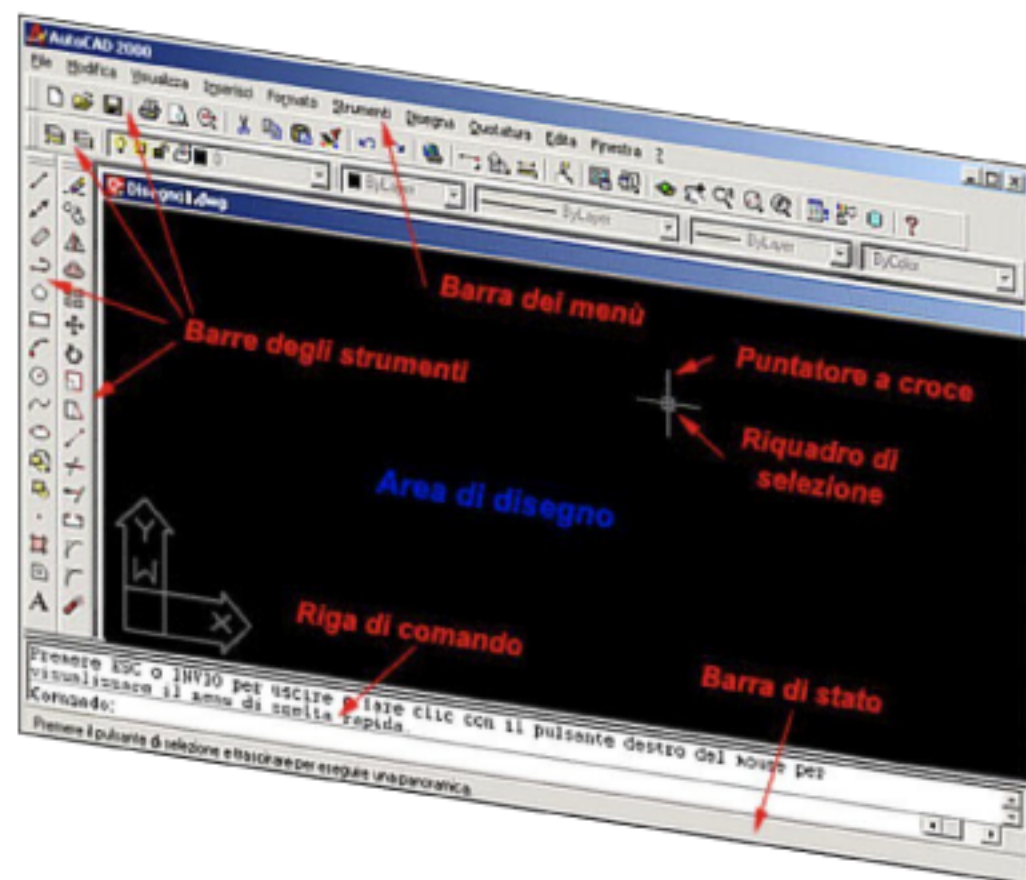 AutoCAD 2000
File Modifica Visualizza Inserisci Formato Strumenti Disegna Quotatura Edita Finestra ?
0
ByLayer
ByLayer
ByLayer
ByColor
Disegno1.dwg
Barra dei menù
Barre degli strumenti
Puntatore a croce
Riquadro di
selezione
Area di disegno
Y
W
X
A
Riga di comando
Barra di stato
Premere ESC o INVIO per uscire o fare clic con il pulsante destro del mouse per
visualizzare il menu di scelta rapida.
Comando:
Premere il pulsante di selezione e trascinare per eseguire una panoramica.